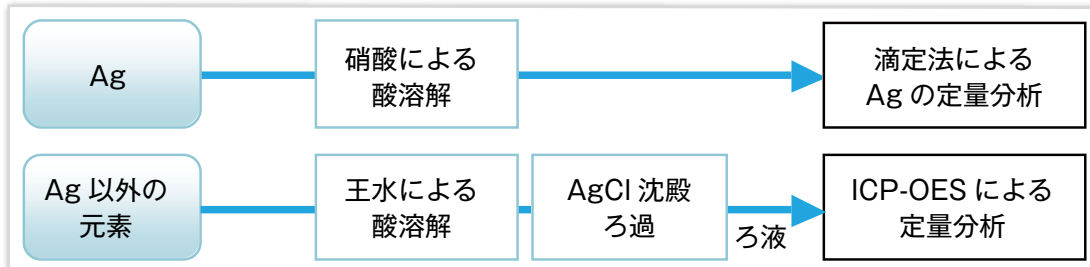 Ag
硝酸による
酸溶解
滴定法による
Ag の定量分析
Ag 以外の
元素
王水による
酸溶解
AgCl 沈殿
ろ過
ろ液
ICP-OES による
定量分析